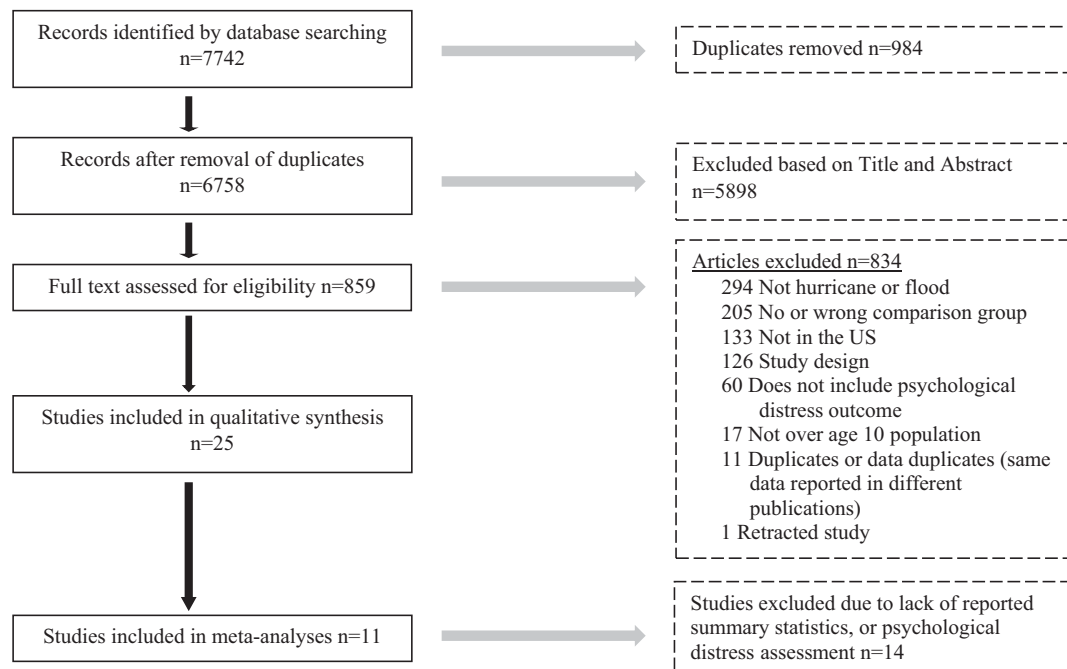 Records identified by database searching
n=7742
Duplicates removed n=984
Records after removal of duplicates
n=6758
Excluded based on Title and Abstract
n=5898
Full text assessed for eligibility n=859
Articles excluded n=834
294 Not hurricane or flood
205 No or wrong comparison group
133 Not in the US
126 Study design
60 Does not include psychological
distress outcome
17 Not over age 10 population
11 Duplicates or data duplicates (same
data reported in different
publications)
1 Retracted study
Studies included in qualitative synthesis
n=25
Studies included in meta-analyses n=11
Studies excluded due to lack of reported
summary statistics, or psychological
distress assessment n=14